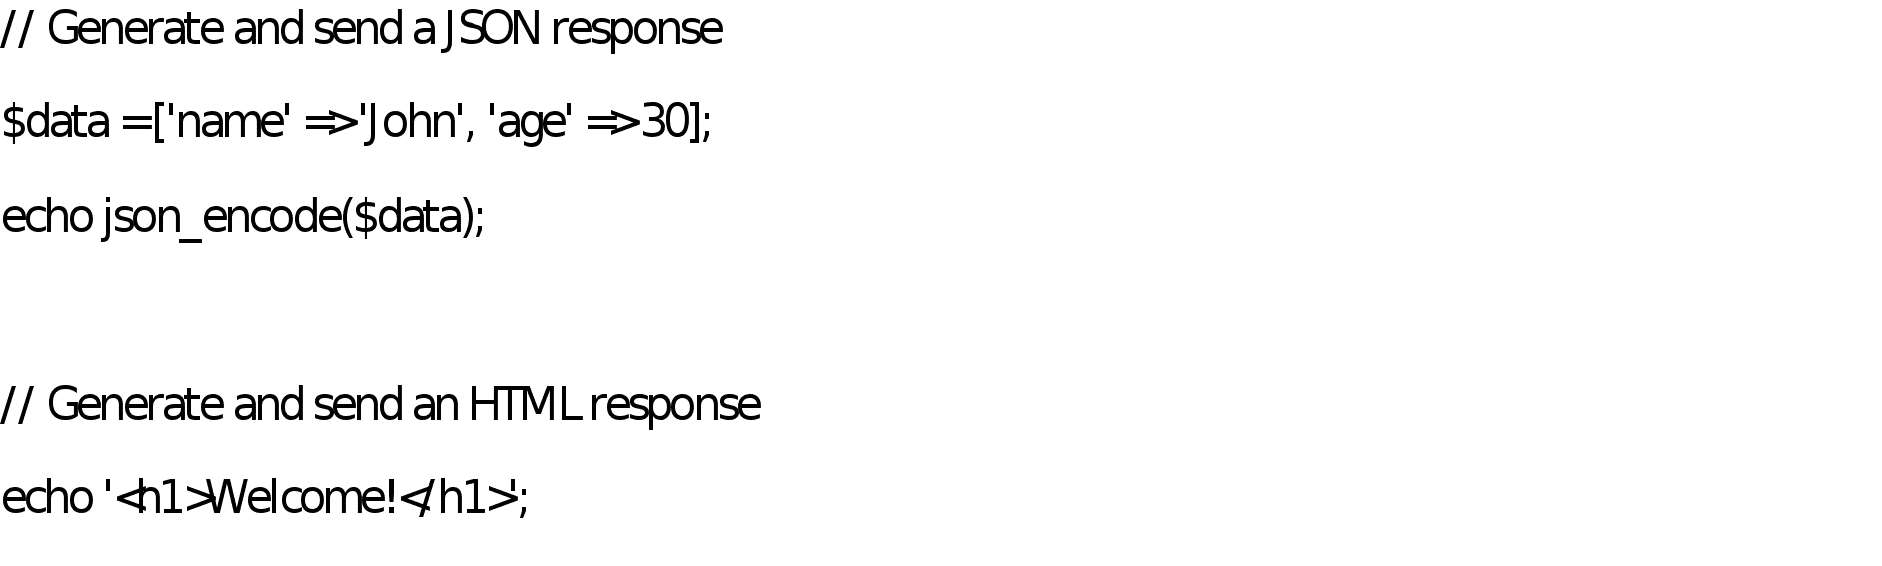 // Generate and send a JSON response
$data = ['name' => 'John', 'age' => 30];
echo json_encode($data);
// Generate and send an HTML response
echo '<h1>Welcome!</h1>';